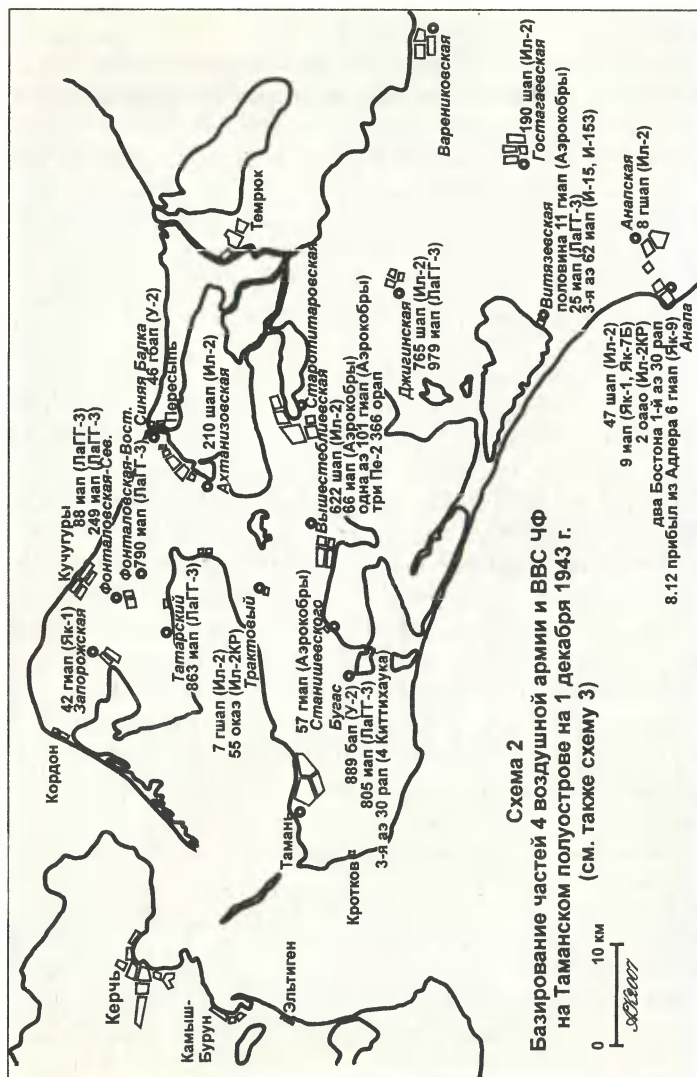 Кордон
Кучугуры
88 иап (ЛаГГ-3)
249 иап (ЛаГГ-3)
42 гиап (Як-1)
Запорожская
Фонталовская-Сев.
Фонталовская-Вост.
790 иап (ЛаГГ-3)
Синяя Балка
46 гбап (У-2)
Пересыпь
Темрюк
Татарский
863 иап (ЛаГГ-3)
210 шап (Ил-2)
Ахтанизовская
Керчь
Камыш-
Бурун
Эльтиген
7 гшап (Ил-2)
55 окаэ (Ил-2КР)
Трактовый
Старотитаровская
Варениковская
Тамань
57 гиап (Аэрокобры)
Станишевского
Вышестеблиевская
622 шап (Ил-2)
66 иап (Аэрокобры)
одна аэ 101 гиап (Аэрокобры)
три Пе-2 366 орап
Кротков
Бугас
889 бап (У-2)
805 иап (ЛаГГ-3)
3-я аэ 30 рап (4 Киттихаука)
Джигинская
765 шап (Ил-2)
979 иап (ЛаГГ-3)
190 шап (Ил-2)
Гостагаевская
Витязевская
половина 11 гиап (Аэрокобры)
25 иап (ЛаГГ-3)
3-я аэ 62 иап (И-15, И-153)
Анапская
8 гшап (Ил-2)
47 шап (Ил-2)
9 иап (Як-1, Як-7Б)
2 оаао (Ил-2КР)
два Бостона 1-й аэ 30 рап
8.12 прибыл из Адлера 6 гиап (Як-9)
Анапа
Схема 2
Базирование частей 4 воздушной армии и ВВС ЧФ
на Таманском полуострове на 1 декабря 1943 г.
(см. также схему 3)
0 10 км